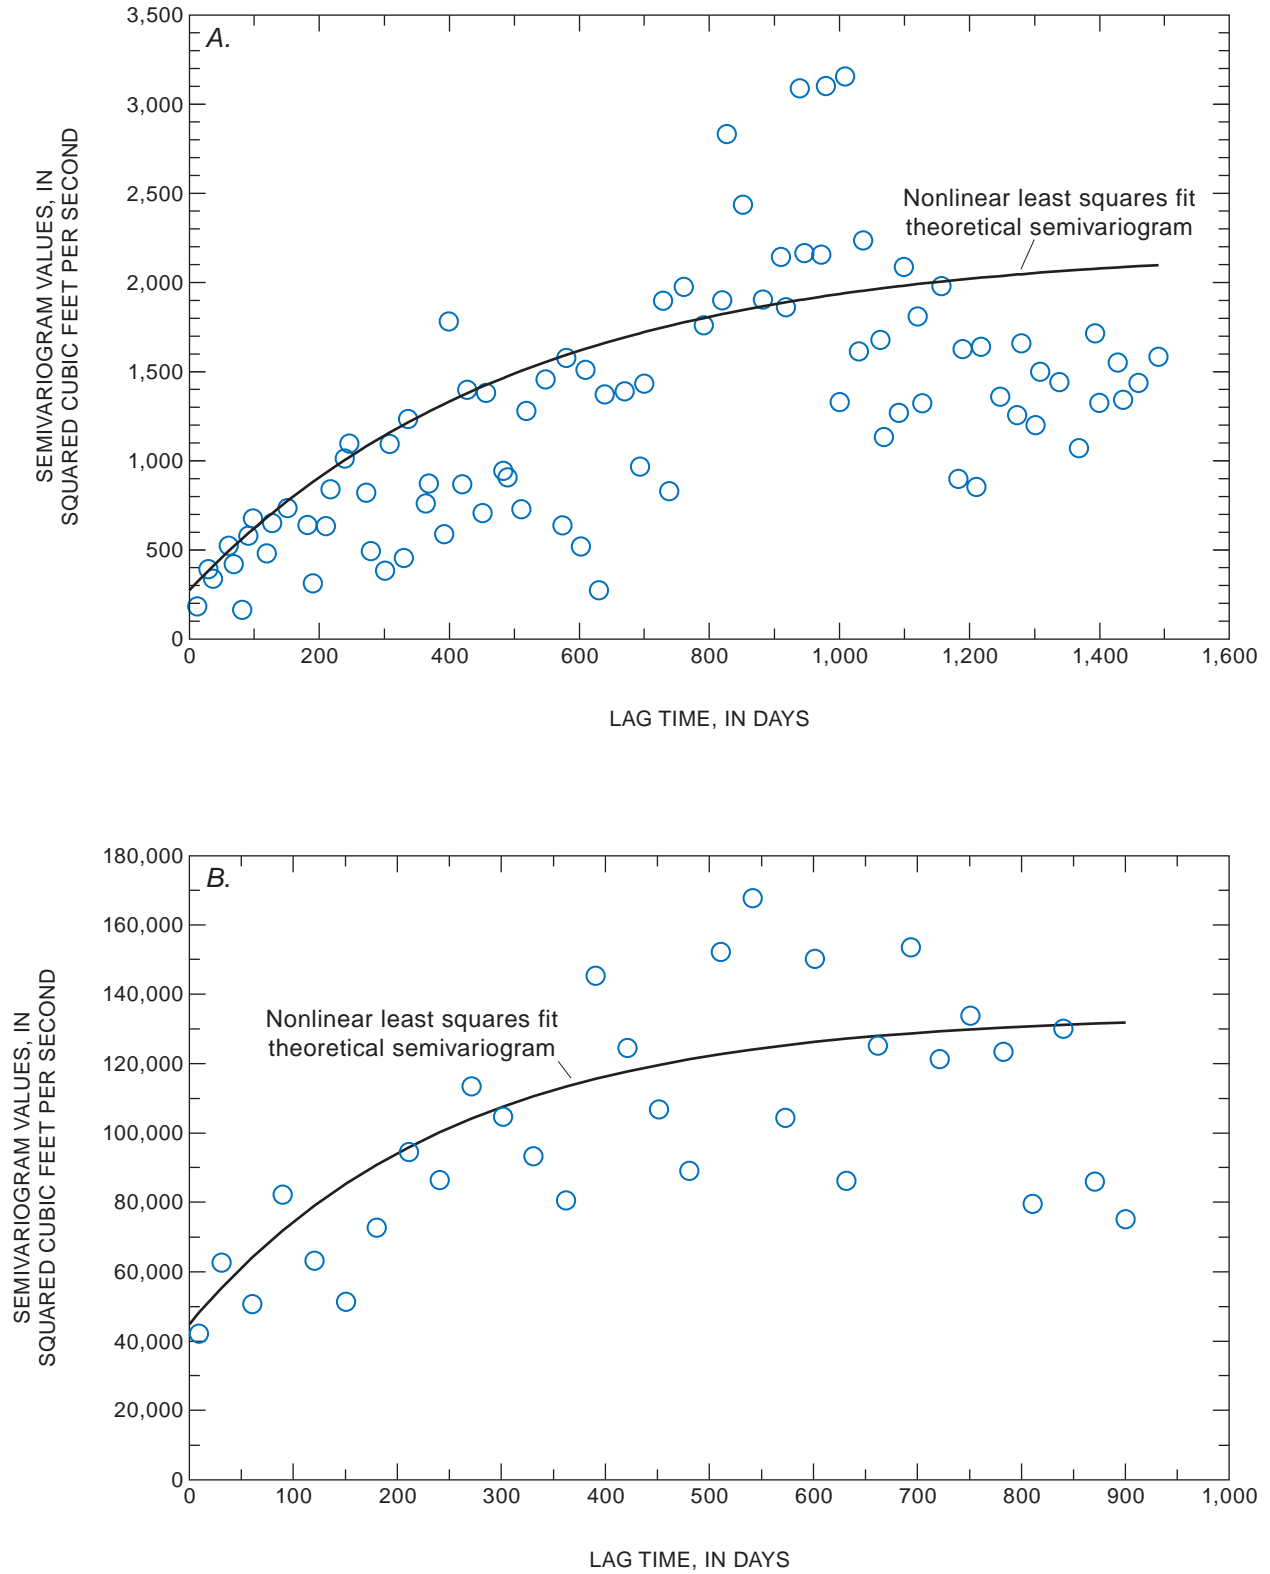 A.
3,500
3,000
2,500
2,000
1,500
1,000
500
0
SEMIVARIOGRAM VALUES, IN
SQUARED CUBIC FEET PER SECOND
Nonlinear least squares fit
theoretical semivariogram
0 200 400 600 800 1,000 1,200 1,400 1,600
LAG TIME, IN DAYS
B.
180,000
160,000
140,000
120,000
100,000
80,000
60,000
40,000
20,000
0
SEMIVARIOGRAM VALUES, IN
SQUARED CUBIC FEET PER SECOND
Nonlinear least squares fit
theoretical semivariogram
0 100 200 300 400 500 600 700 800 900 1,000
LAG TIME, IN DAYS